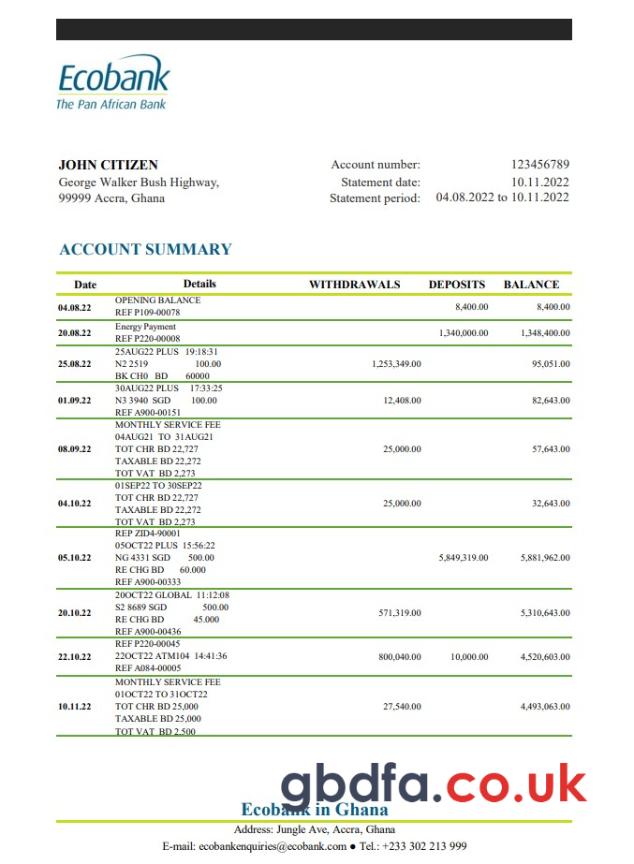 Ecobank
The Pan African Bank
JOHN CITIZEN
George Walker Bush Highway,
99999 Accra, Ghana
Account number: 123456789
Statement date: 10.11.2022
Statement period: 04.08.2022 to 10.11.2022
ACCOUNT SUMMARY
Date Details WITHDRAWALS DEPOSITS BALANCE
OPENING BALANCE
04.08.22 8,400.00 8,400.00
REF P109-00078
Energy Payment
20.08.22 1,340,000.00 1,348,400.00
REF P220-00008
25AUG22 PLUS 19:18:31
25.08.22 N2 2519 100.00 1,253,349.00 95,051.00
BK CH0 BD 60000
30AUG22 PLUS 17:33:25
01.09.22 N3 3940 SGD 100.00 12,408.00 82,643.00
REF A900-00151
MONTHLY SERVICE FEE
04AUG21 TO 31AUG21
08.09.22 TOT CHR BD 22,727 25,000.00 57,643.00
TAXABLE BD 22,272
TOT VAT BD 2,273
01SEP22 TO 30SEP22
TOT CHR BD 22,727
04.10.22 25,000.00 32,643.00
TAXABLE BD 22,272
TOT VAT BD 2,273
REP ZID4-90001
05OCT22 PLUS 15:56:22
05.10.22 NG 4331 SGD 500.00 5,849,319.00 5,881,962.00
RE CHG BD 60.000
REF A900-00333
20OCT22 GLOBAL 11:12:08
S2 8689 SGD 500.00
20.10.22 571,319.00 5,310,643.00
RE CHG BD 45.000
REF A900-00436
REF P220-00045
22.10.22 22OCT22 ATM104 14:41:36 800,040.00 10,000.00 4,520,603.00
REF A084-00005
MONTHLY SERVICE FEE
01OCT22 TO 31OCT22
10.11.22 TOT CHR BD 25,000 27,540.00 4,493,063.00
TAXABLE BD 25,000
TOT VAT BD 2.500
gbdfa.co.uk
Ecobank in Ghana
Address: Jungle Ave, Accra, Ghana
E-mail: ecobankenquiries@ecobank.com ● Tel.: +233 302 213 999